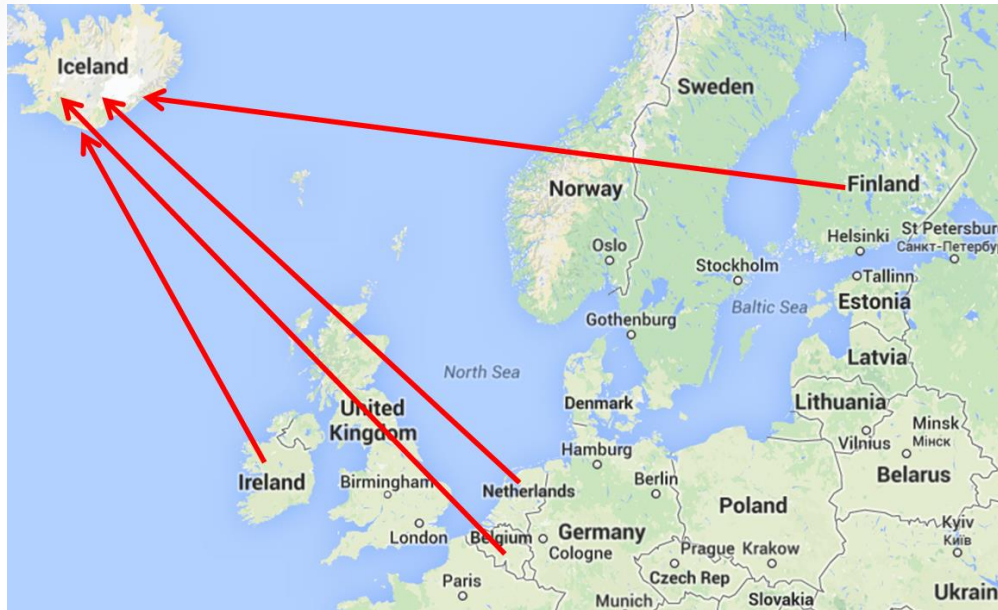 Iceland
Sweden
Norway
Finland
Oslo
Helsinki
St Petersbur
Санкт-Петербу
Stockholm
Tallinn
Baltic Sea
Estonia
Gothenburg
Latvia
North Sea
Denmark
Lithuania
United
Kingdom
Minsk
Мінск
Vilnius
Hamburg
Belarus
Ireland
Birmingham
Netherlands
Berlin
Poland
London
Belgium
Germany
Cologne
Kyiv
Київ
Prague
Krakow
Paris
Czech Rep
Munich
Slovakia
Ukrain